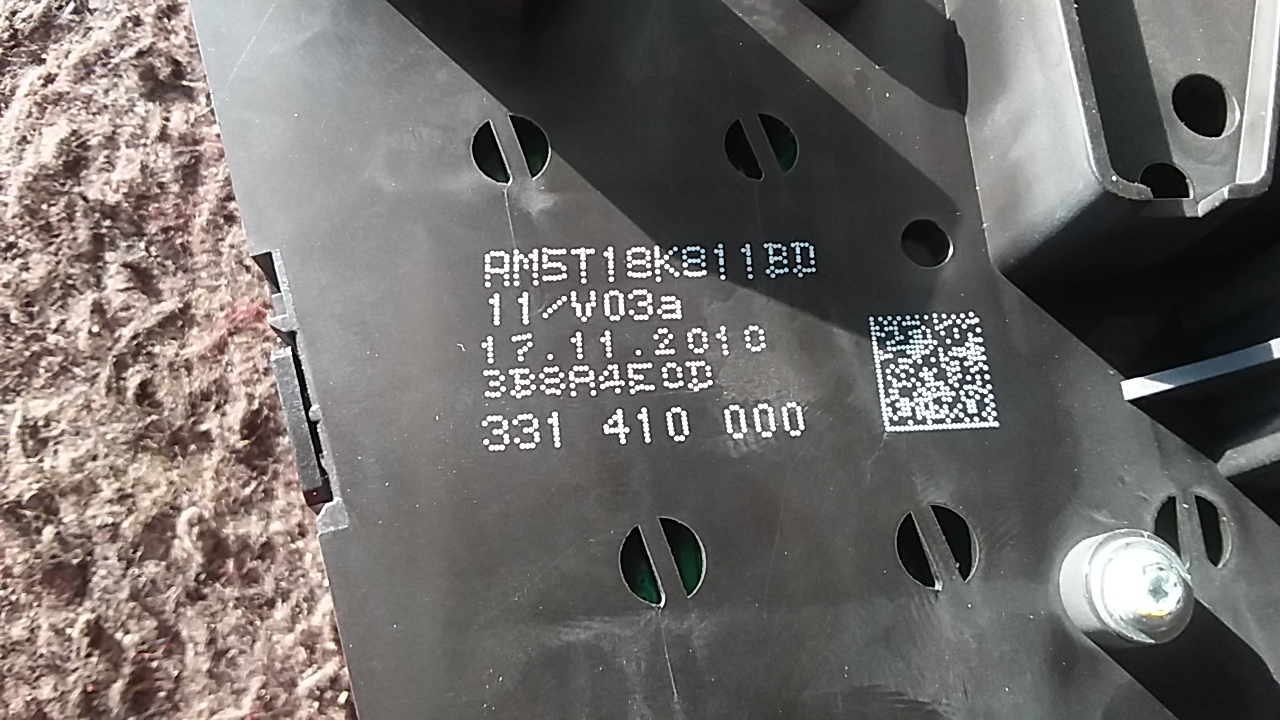 AM5T18K811BD
11/V03a
17.11.2010
3B8A4E0D
331 410 000